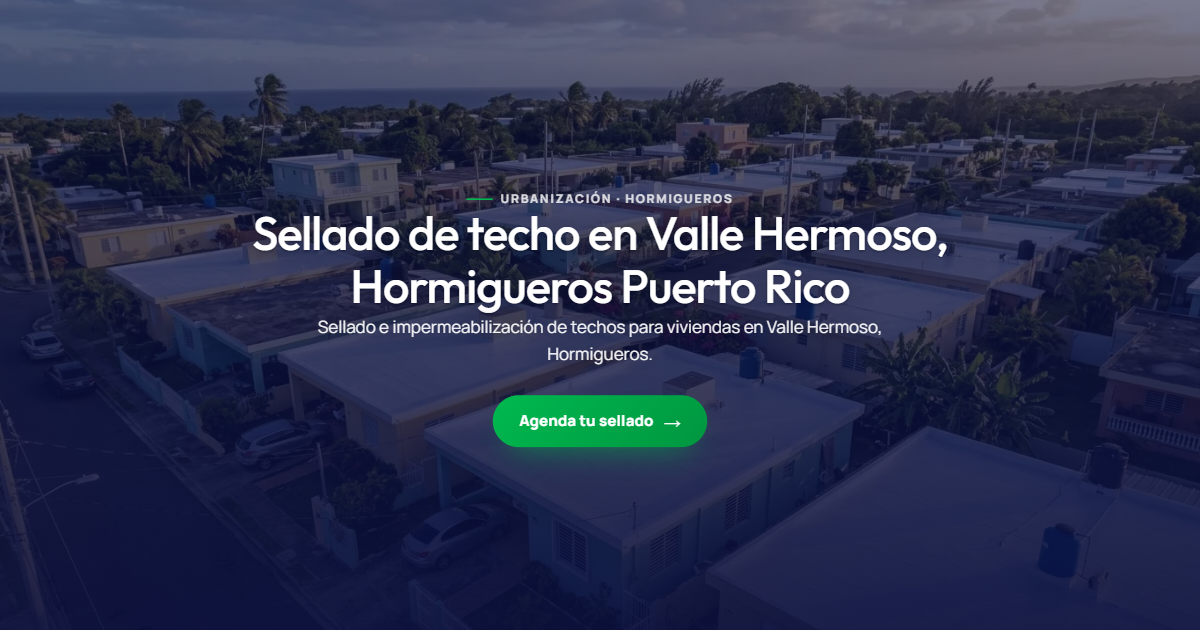 URBANIZACIÓN · HORMIGUEROS
Sellado de techo en Valle Hermoso,
Hormigueros Puerto Rico
Sellado e impermeabilización de techos para viviendas en Valle Hermoso,
Hormigueros.
Agenda tu sellado →